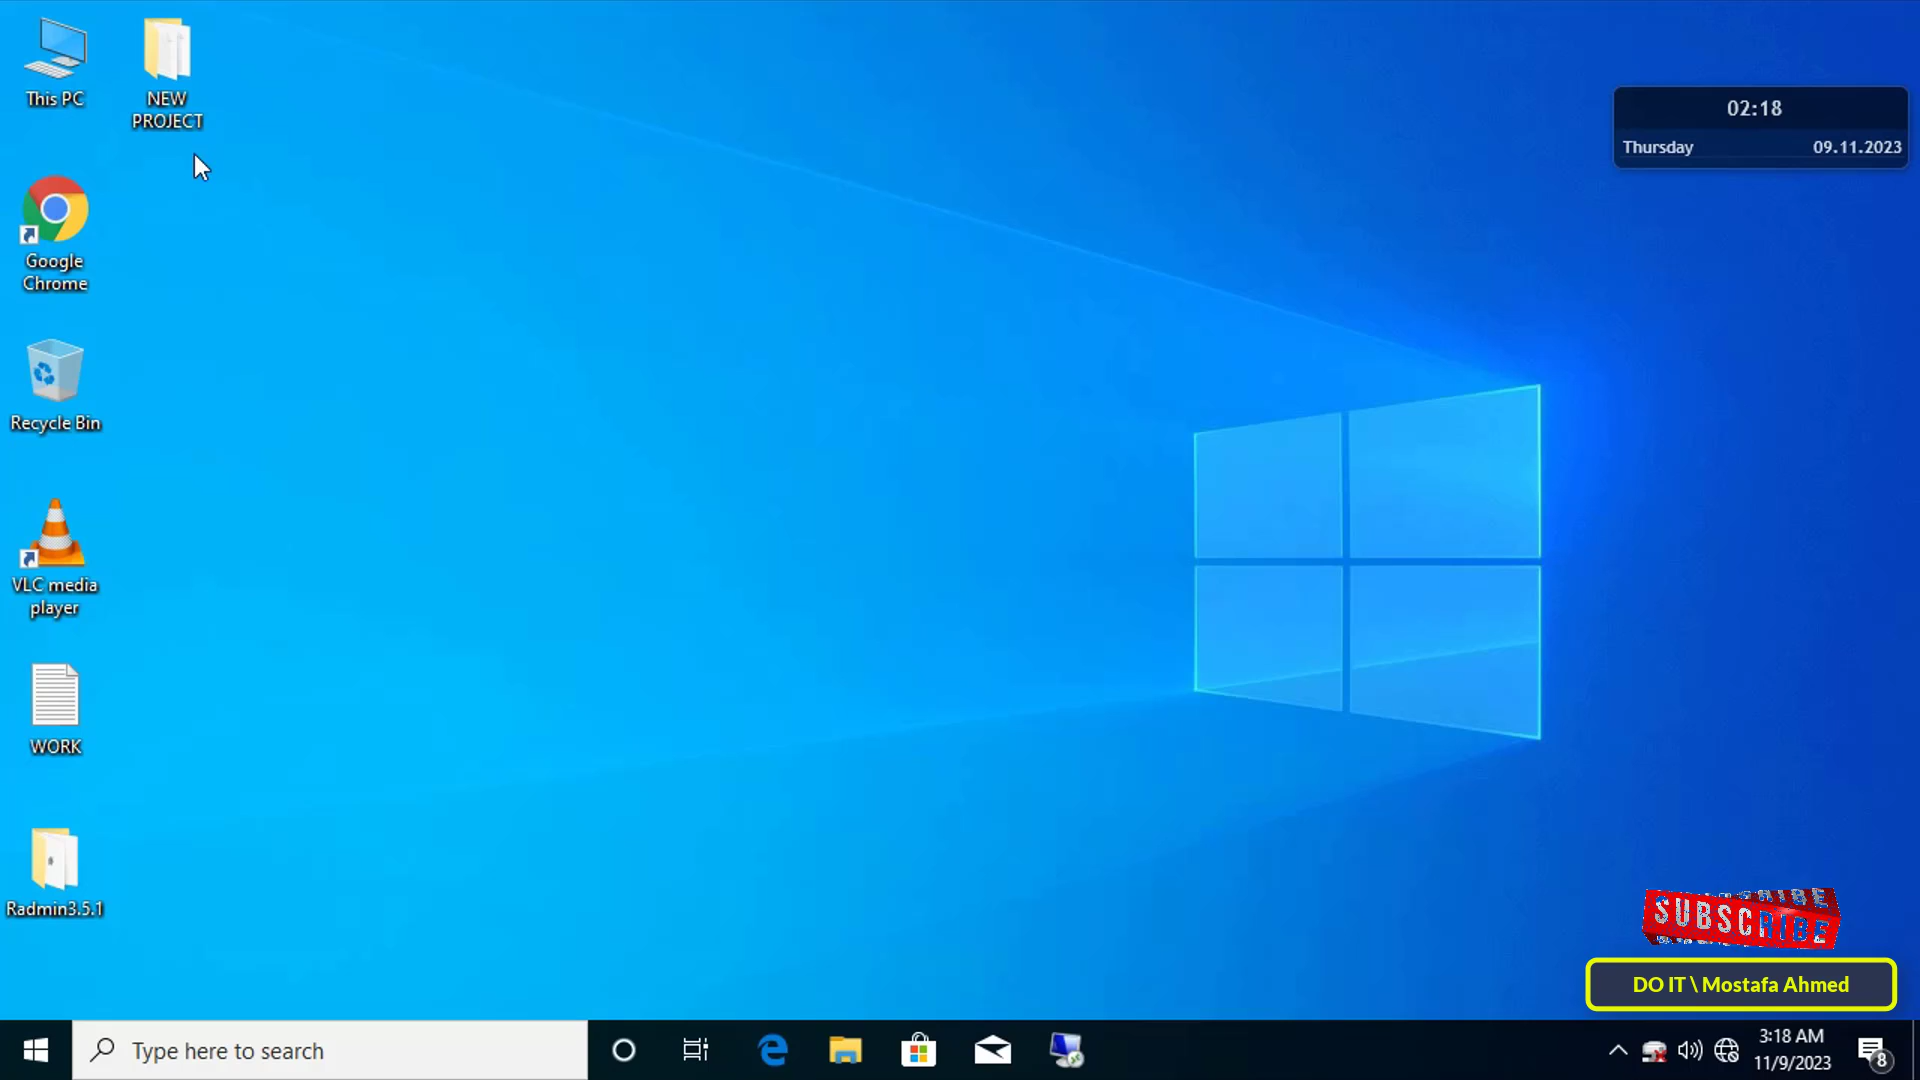 This PC
NEW
PROJECT
02:18
Thursday 09.11.2023
Google
Chrome
Recycle Bin
VLC media
player
WORK
Radmin3.5.1
SUBSCRIBE
DO IT \ Mostafa Ahmed
Type here to search
3:18 AM
11/9/2023
8